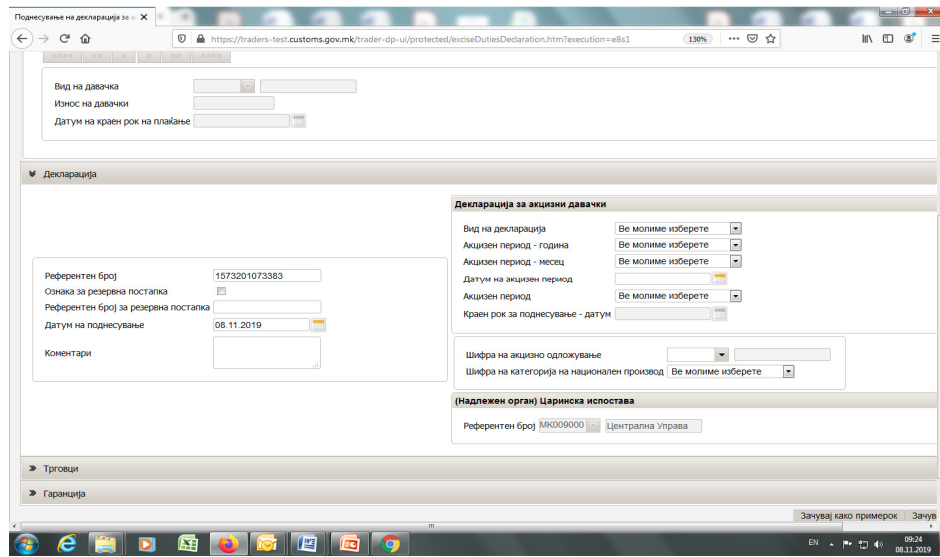 Поднесување на декларација за а
https://traders-test.customs.gov.mk/trader-dp-ui/protected/exciseDutiesDeclaration.htm?execution=e8s1
130%
Вид на давачка
Износ на давачки
Датум на краен рок на плаќање
Декларација
Референтен број 1573201073383
Ознака за резервна постапка
Референтен број за резервна постапка
Датум на поднесување 08.11.2019
Коментари
Декларација за акцизни давачки
Вид на декларација Ве молиме изберете
Акцизен период - година Ве молиме изберете
Акцизен период - месец Ве молиме изберете
Датум на акцизен период
Акцизен период Ве молиме изберете
Краен рок за поднесување - датум
Шифра на акцизно одложување
Шифра на категорија на национален производ Ве молиме изберете
(Надлежен орган) Царинска испостава
Референтен број МК009000 Централна Управа
Трговци
Гаранција
Зачувај како примерок Зачув
EN 09:24
08.11.2019